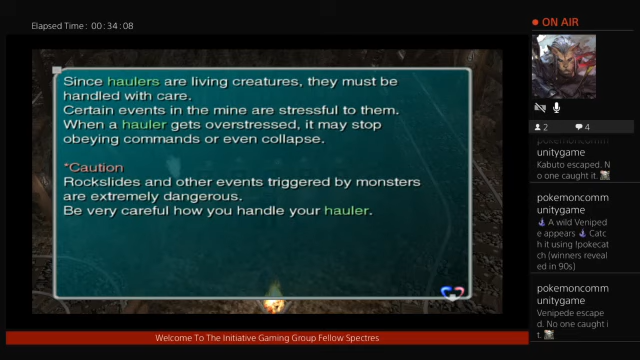 Elapsed Time : 00:34:08
Since haulers are living creatures, they must be
handled with care.
Certain events in the mine are stressful to them.
When a hauler gets overstressed, it may stop
obeying commands or even collapse.
*Caution
Rockslides and other events triggered by monsters
are extremely dangerous.
Be very careful how you handle your hauler.
Welcome To The Initiative Gaming Group Fellow Spectres
ON AIR
2
4
pokemoncomm
unitygame
Kabuto escaped. N
o one caught it.
pokemoncomm
unitygame
A wild Veniped
e appears Catc
h it using !pokecat
ch (winners reveal
ed in 90s)
pokemoncomm
unitygame
Venipede escape
d. No one caught i
t.